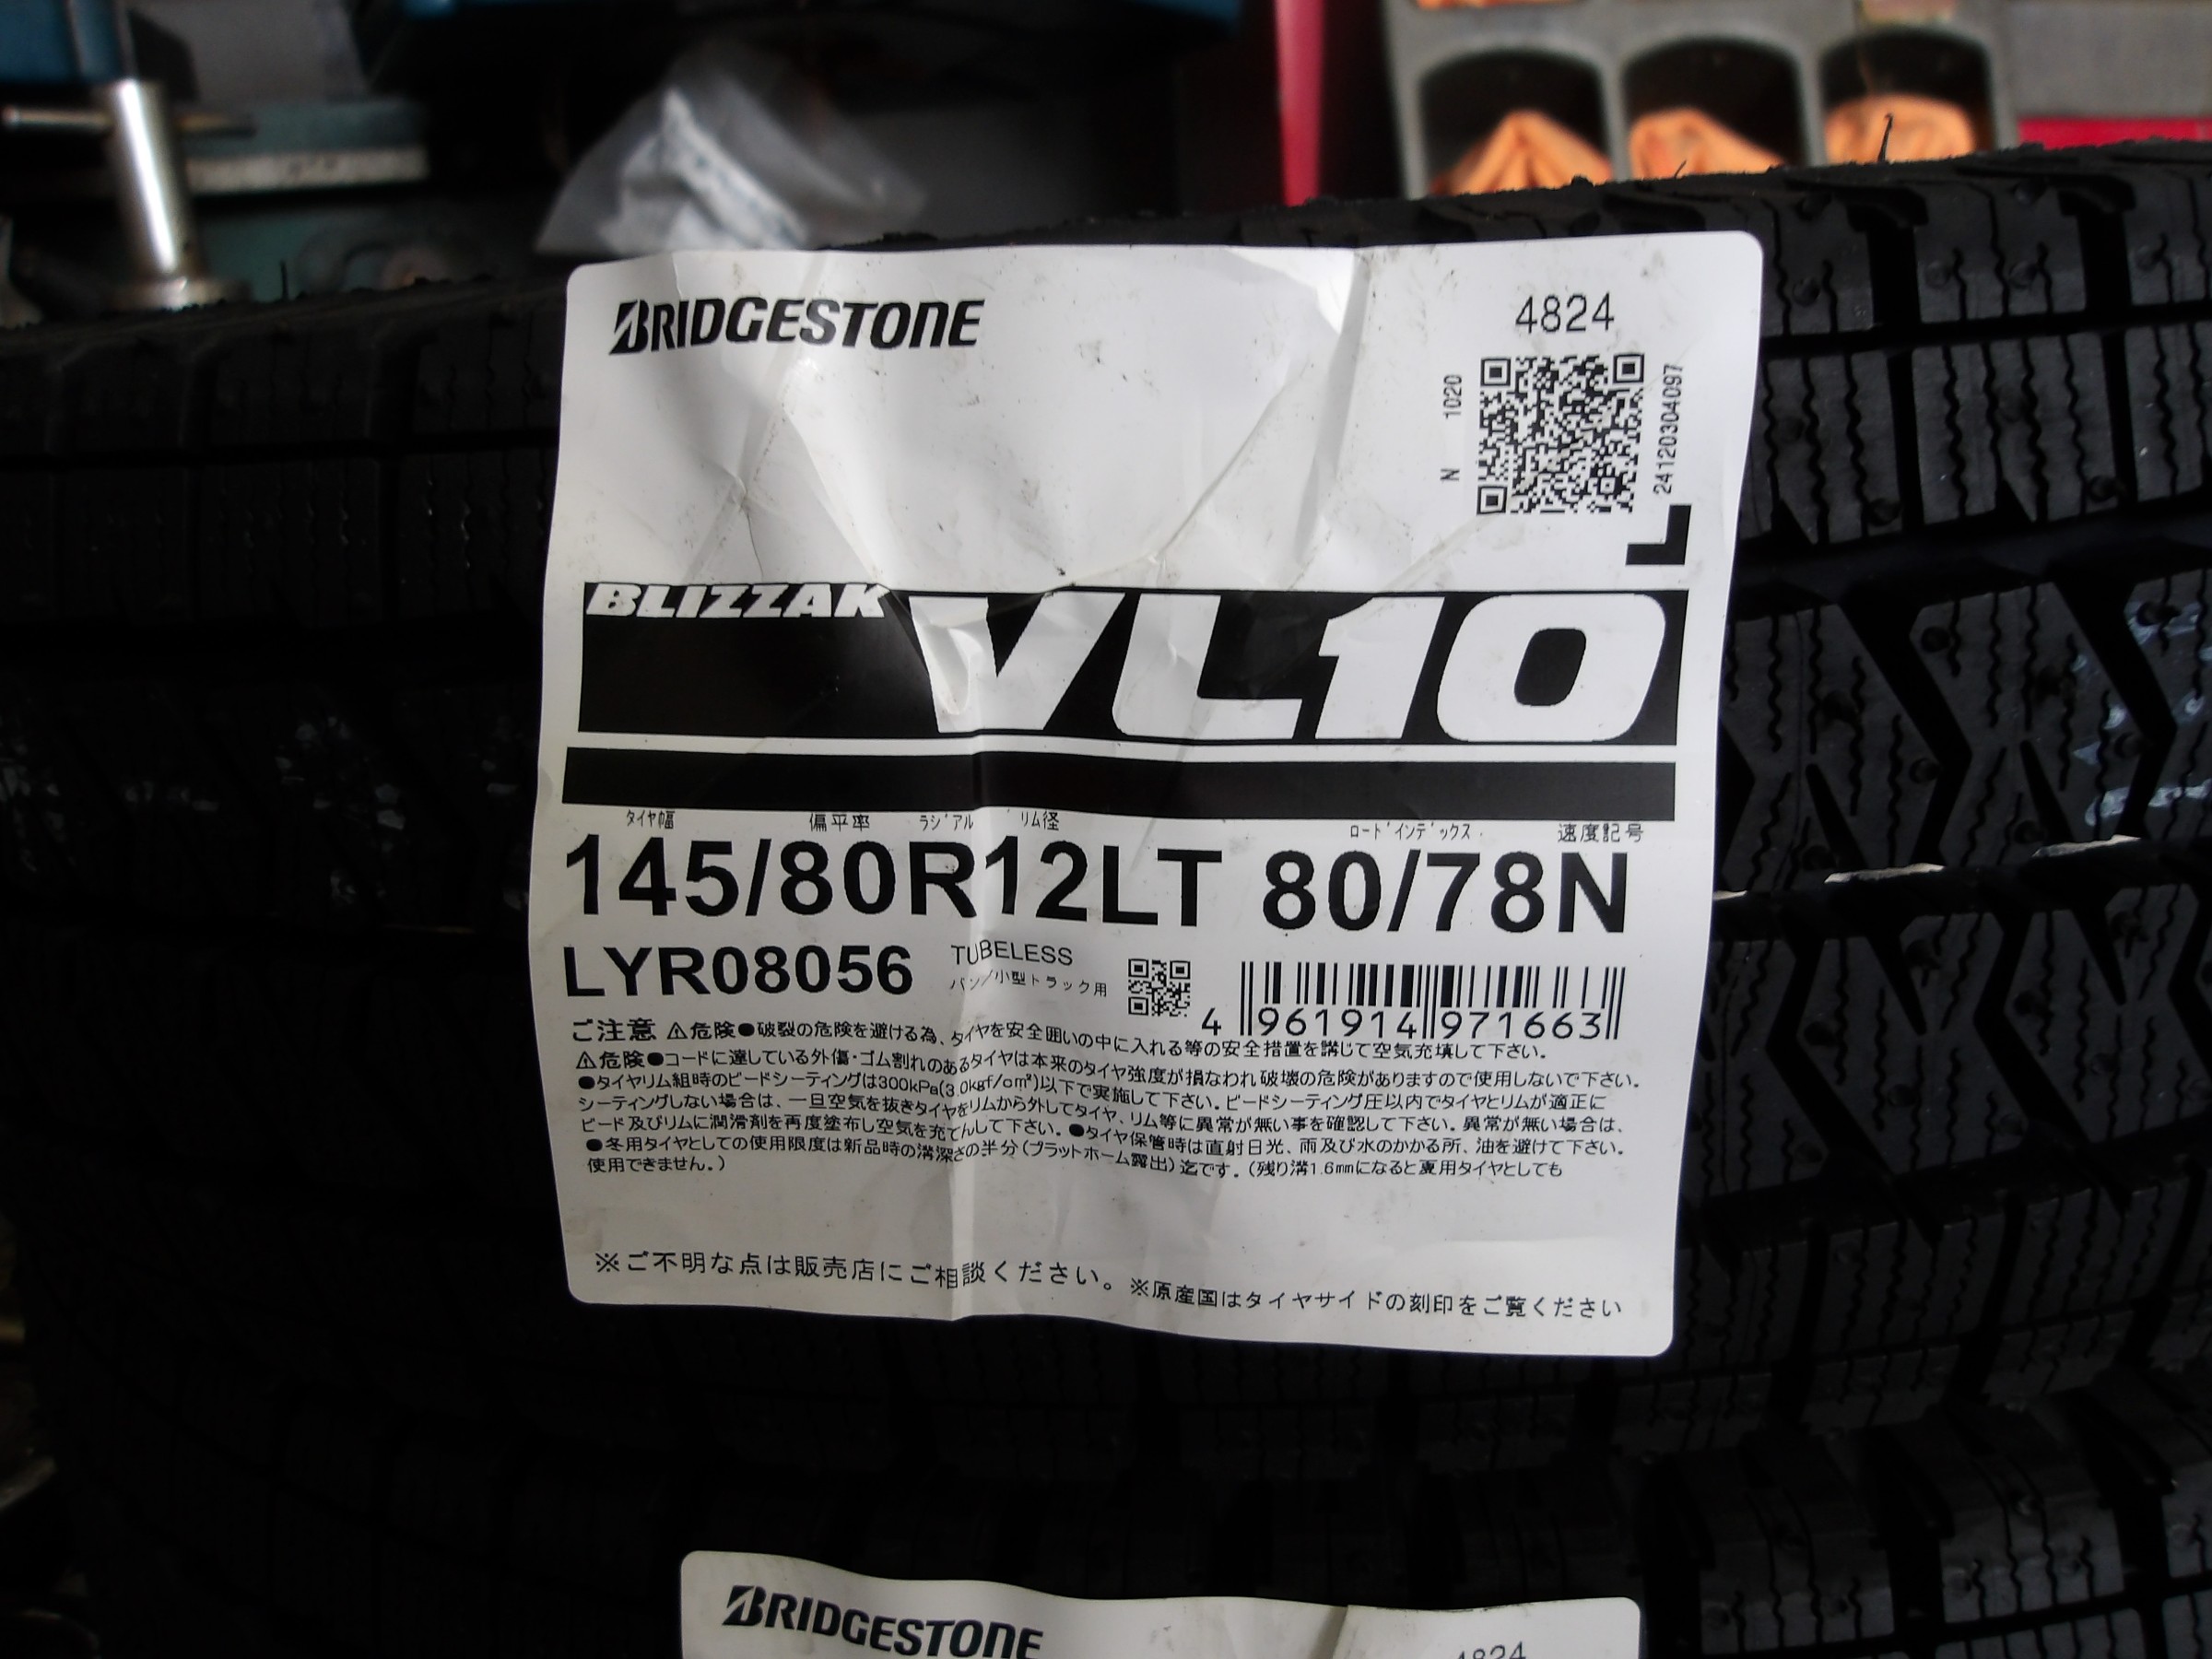 BRIDGESTONE
4824
N 1020
241203040​97
L
BLIZZAK VL10
タイヤ幅 偏平率 ラジアル リム径 ロードインデックス 速度記号
145/80R12LT 80/78N
LYR08056 TUBELESS
バン/小型トラック用
4 961914 971663
ご注意 ⚠危険●破裂の危険を避ける為、タイヤを安全囲いの中に入れる等の安全措置を講じて空気充填して下さい。
⚠危険●コードに達している外傷・ゴム割れのあるタイヤは本来のタイヤ強度が損なわれ破壊の危険がありますので使用しないで下さい。
●タイヤリム組時のビードシーティングは300kPa(3.0kgf/cm²)以下で実施して下さい。ビードシーティング圧以内でタイヤとリムが適正に
シーティングしない場合は、一旦空気を抜きタイヤをリムから外してタイヤ、リム等に異常が無い事を確認して下さい。異常が無い場合は、
ビード及びリムに潤滑剤を再度塗布し空気を充てんして下さい。●タイヤ保管時は直射日光、雨及び水のかかる所、油を避けて下さい。
●冬用タイヤとしての使用限度は新品時の溝深さの半分(プラットホーム露出)迄です。(残り溝1.6mmになると夏用タイヤとしても
使用できません。)
※ご不明な点は販売店にご相談ください。※原産国はタイヤサイドの刻印をご覧ください
BRIDGESTONE
4824